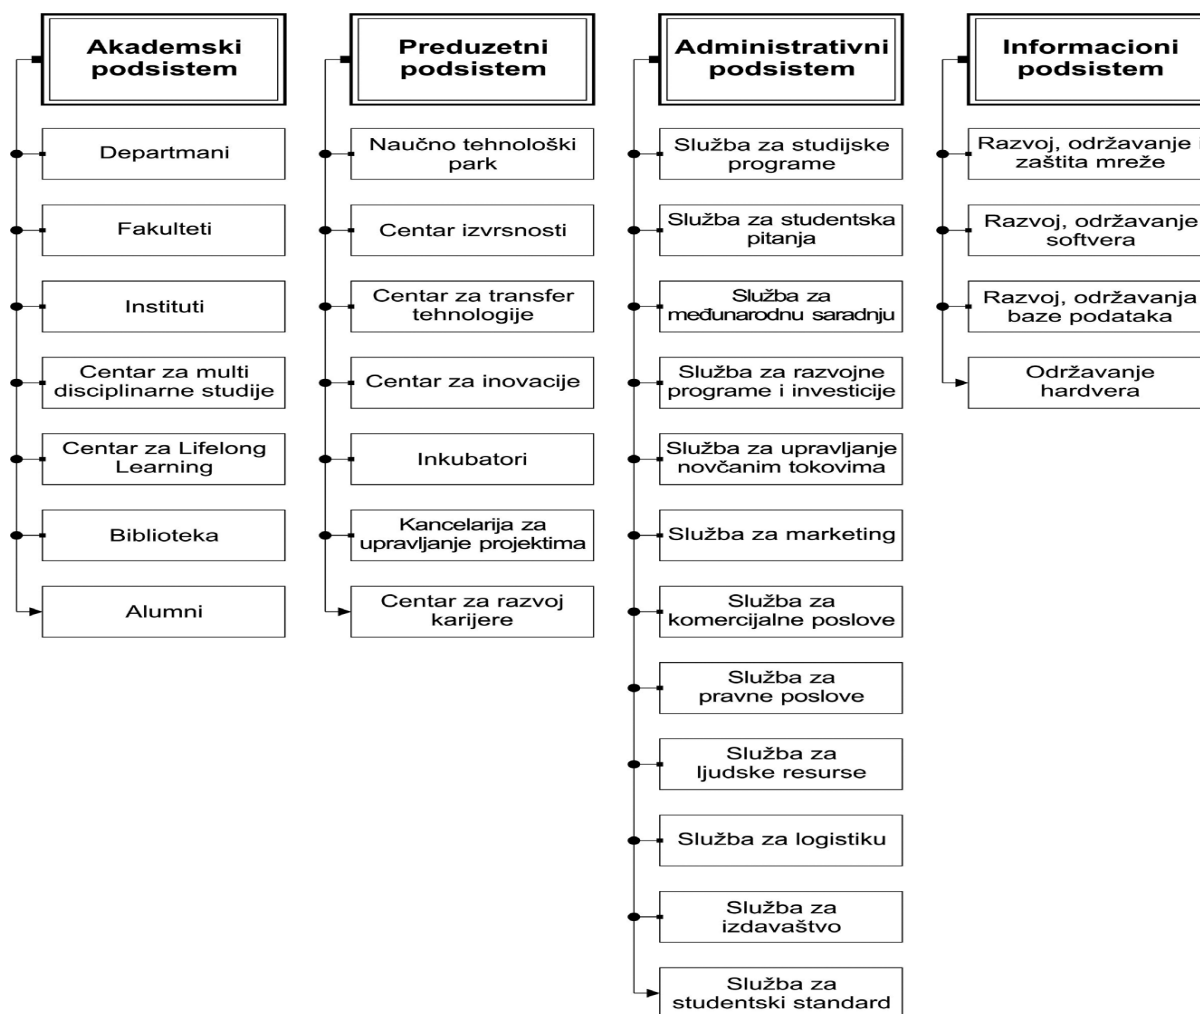 Akademski
podsistem
Departmani
Fakulteti
Instituti
Centar za multi
disciplinarne studije
Centar za Lifelong
Learning
Biblioteka
Alumni
Preduzetni
podsistem
Naučno tehnološki
park
Centar izvrsnosti
Centar za transfer
tehnologije
Centar za inovacije
Inkubatori
Kancelarija za
upravljanje projektima
Centar za razvoj
karijere
Administrativni
podsistem
Služba za studijske
programe
Služba za studentska
pitanja
Služba za
međunarodnu saradnju
Služba za razvojne
programe i investicije
Služba za upravljanje
novčanim tokovima
Služba za marketing
Služba za
komercijalne poslove
Služba za
pravne poslove
Služba za
ljudske resurse
Služba za logistiku
Služba za
izdavaštvo
Služba za
studentski standard
Informacioni
podsistem
Razvoj, održavanje i
zaštita mreže
Razvoj, održavanje
softvera
Razvoj, održavanja
baze podataka
Održavanje
hardvera